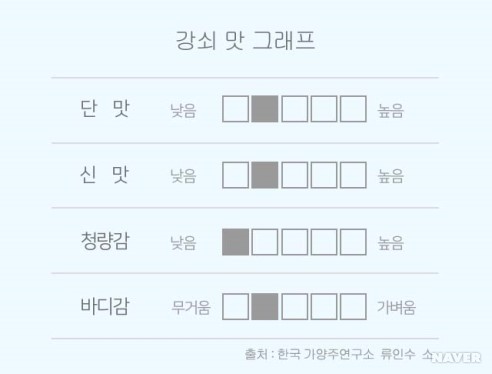 강쇠 맛 그래프
단 맛 낮음 높음
신 맛 낮음 높음
청량감 낮음 높음
바디감 무거움 가벼움
출처 : 한국 가양주연구소 류인수 소
NAVER